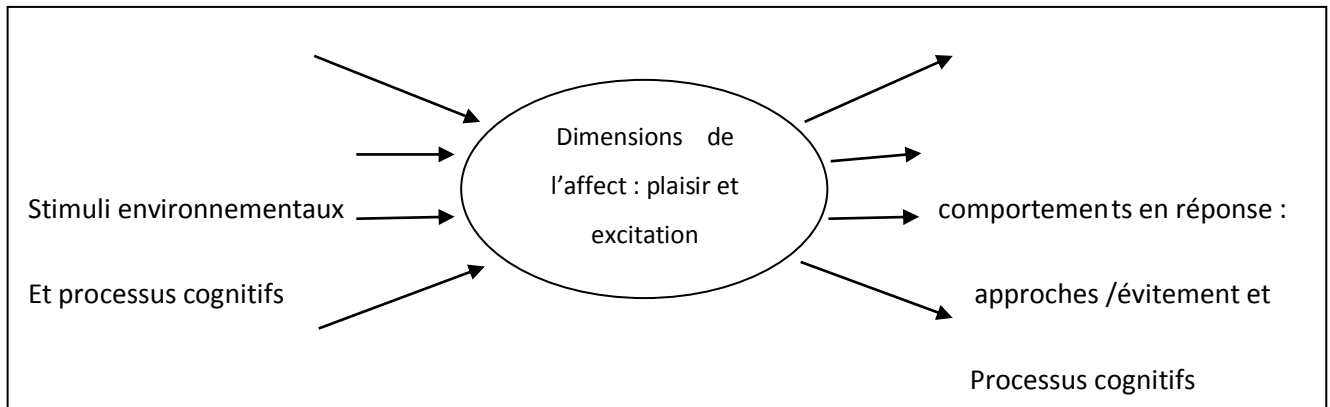 Stimuli environnementaux
Et processus cognitifs
Dimensions de
l’affect : plaisir et
excitation
comportements en réponse :
approches /évitement et
Processus cognitifs